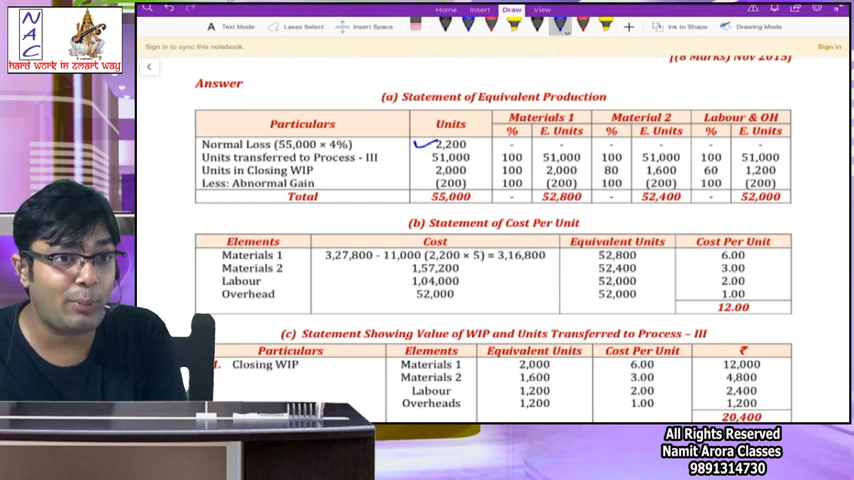 NAC
hard work in smart way
Home Insert Draw View
Text Mode Lasso Select Insert Space Ink to Shape Drawing Mode
Sign in to sync this notebook. Sign in
[(8 Marks) Nov 2015]
Answer
(a) Statement of Equivalent Production
Particulars Units Materials 1 Material 2 Labour & OH
% E. Units % E. Units % E. Units
Normal Loss (55,000 × 4%) 2,200 - - - - - -
Units transferred to Process - III 51,000 100 51,000 100 51,000 100 51,000
Units in Closing WIP 2,000 100 2,000 80 1,600 60 1,200
Less: Abnormal Gain (200) 100 (200) 100 (200) 100 (200)
Total 55,000 - 52,800 - 52,400 - 52,000
(b) Statement of Cost Per Unit
Elements Cost Equivalent Units Cost Per Unit
Materials 1 3,27,800 - 11,000 (2,200 × 5) = 3,16,800 52,800 6.00
Materials 2 1,57,200 52,400 3.00
Labour 1,04,000 52,000 2.00
Overhead 52,000 52,000 1.00
12.00
(c) Statement Showing Value of WIP and Units Transferred to Process – III
Particulars Elements Equivalent Units Cost Per Unit ₹
1. Closing WIP Materials 1 2,000 6.00 12,000
Materials 2 1,600 3.00 4,800
Labour 1,200 2.00 2,400
Overheads 1,200 1.00 1,200
20,400
All Rights Reserved
Namit Arora Classes
9891314730